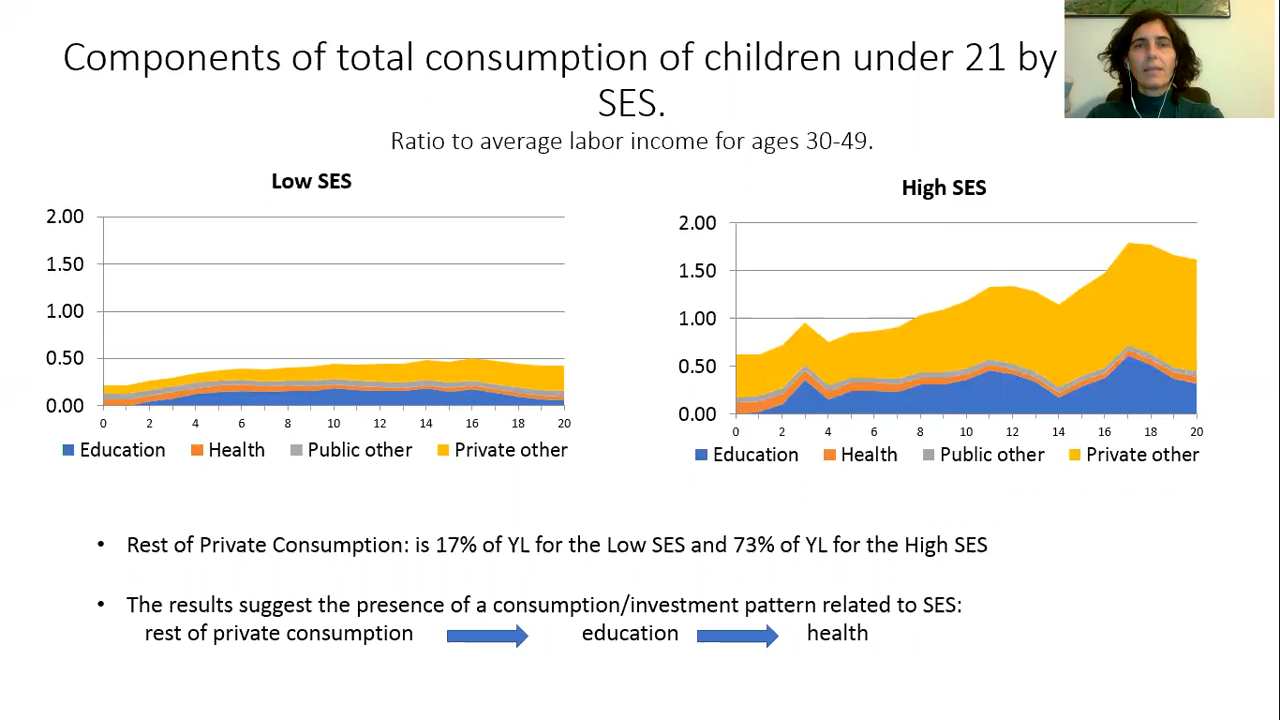 Components of total consumption of children under 21 by
SES.
Ratio to average labor income for ages 30-49.
Low SES
2.00
1.50
1.00
0.50
0.00
0 2 4 6 8 10 12 14 16 18 20
Education Health Public other Private other
High SES
2.00
1.50
1.00
0.50
0.00
0 2 4 6 8 10 12 14 16 18 20
Education Health Public other Private other
• Rest of Private Consumption: is 17% of YL for the Low SES and 73% of YL for the High SES
• The results suggest the presence of a consumption/investment pattern related to SES:
rest of private consumption education health